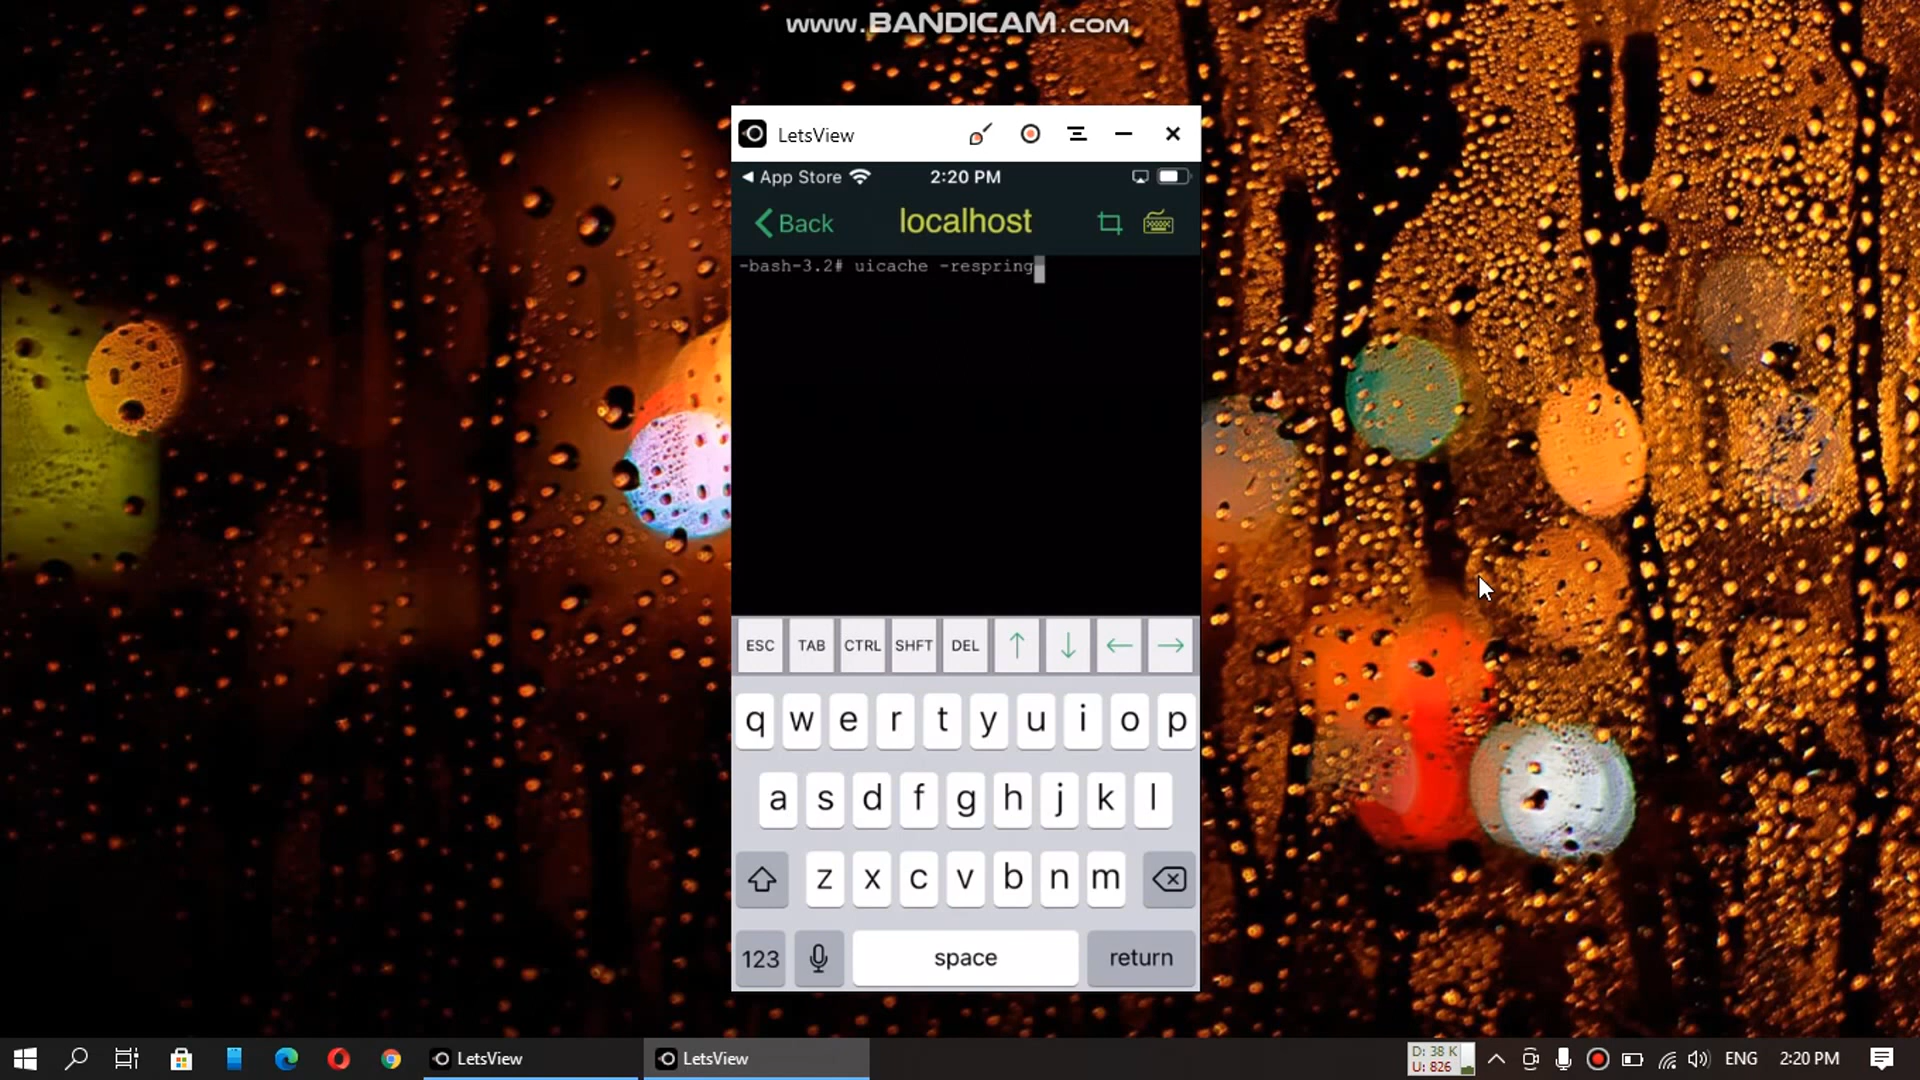 www.BANDICAM.com
LetsView
App Store
2:20 PM
Back
localhost
-bash-3.2# uicache -respring
ESC TAB CTRL SHFT DEL ↑ ↓ ← →
q w e r t y u i o p
a s d f g h j k l
z x c v b n m
123 space return
LetsView
LetsView
D: 38 K
U: 826
ENG
2:20 PM